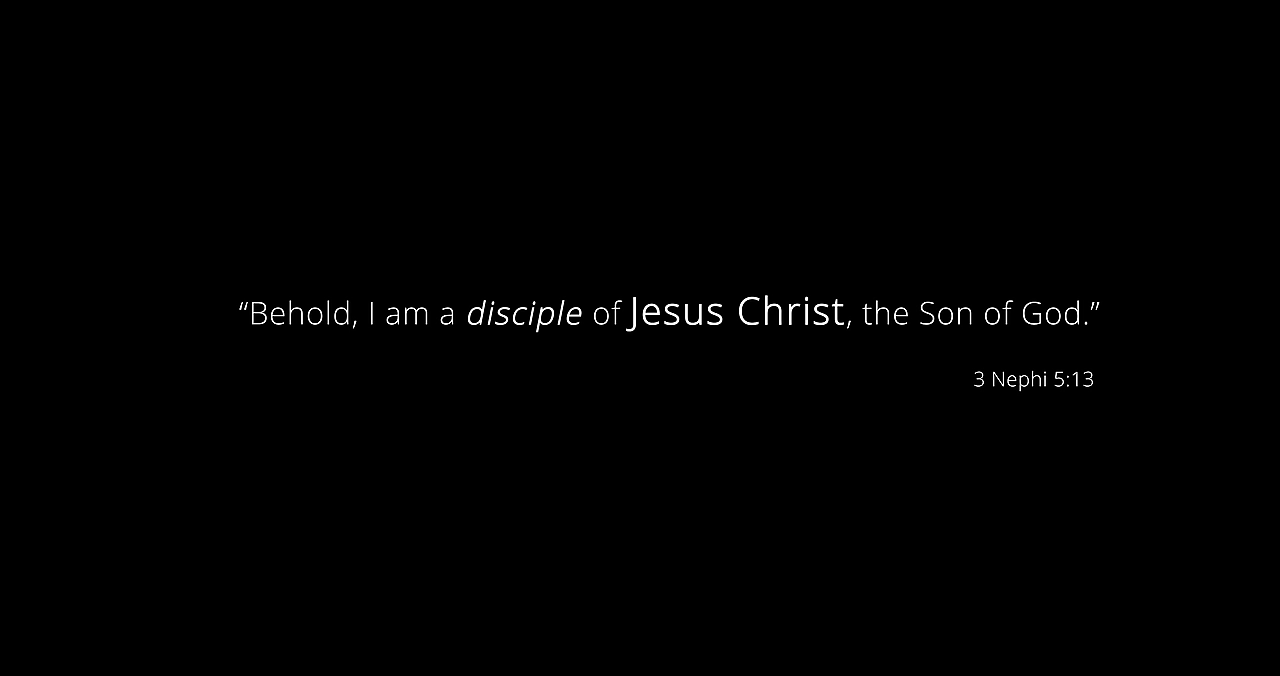 “Behold, I am a disciple of Jesus Christ, the Son of God.”
3 Nephi 5:13